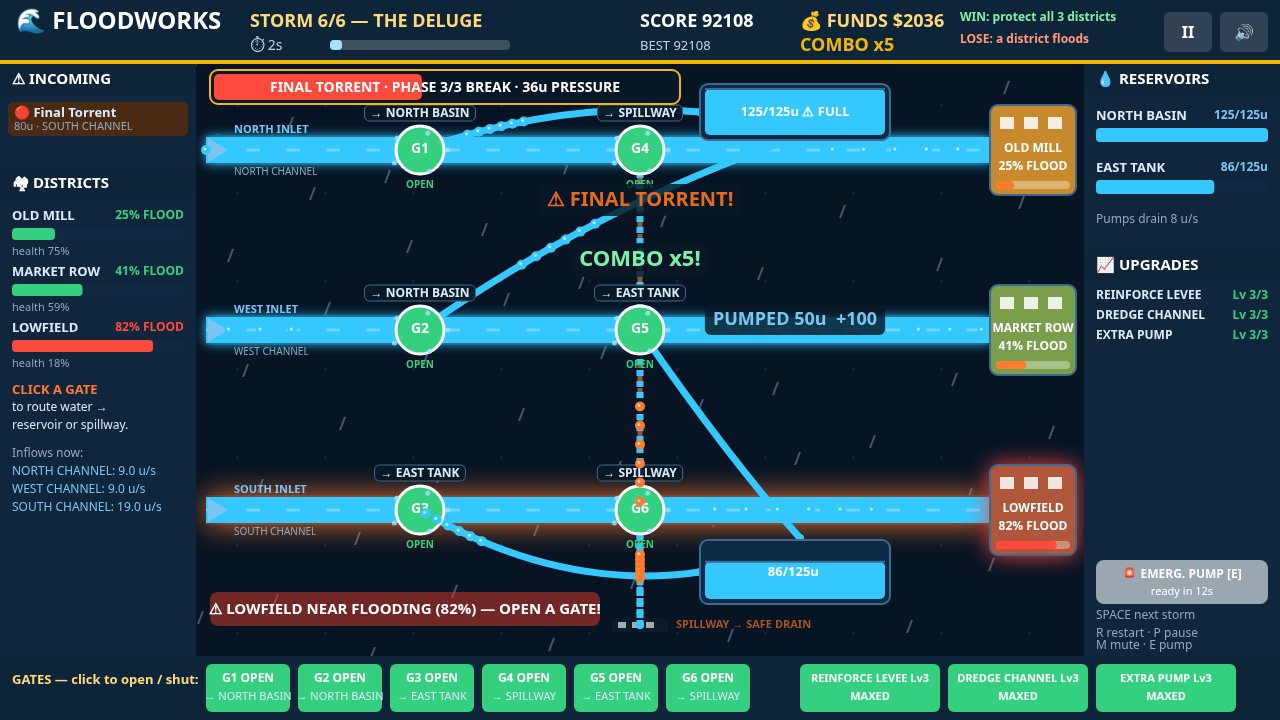 🌊 FLOODWORKS
STORM 6/6 — THE DELUGE
⏱ 2s
SCORE 92108
BEST 92108
💰 FUNDS $2036
COMBO x5
WIN: protect all 3 districts
LOSE: a district floods
⚠ INCOMING
🔴 Final Torrent
80u · SOUTH CHANNEL
🏘 DISTRICTS
OLD MILL 25% FLOOD
health 75%
MARKET ROW 41% FLOOD
health 59%
LOWFIELD 82% FLOOD
health 18%
CLICK A GATE
to route water →
reservoir or spillway.
Inflows now:
NORTH CHANNEL: 9.0 u/s
WEST CHANNEL: 9.0 u/s
SOUTH CHANNEL: 19.0 u/s
FINAL TORRENT · PHASE 3/3 BREAK · 36u PRESSURE
→ NORTH BASIN
→ SPILLWAY
125/125u ⚠ FULL
NORTH INLET
G1
G4
NORTH CHANNEL
OPEN
OPEN
OLD MILL
25% FLOOD
⚠ FINAL TORRENT!
COMBO x5!
→ NORTH BASIN
→ EAST TANK
WEST INLET
G2
G5
PUMPED 50u +100
WEST CHANNEL
OPEN
OPEN
MARKET ROW
41% FLOOD
→ EAST TANK
→ SPILLWAY
SOUTH INLET
G3
G6
SOUTH CHANNEL
OPEN
OPEN
LOWFIELD
82% FLOOD
86/125u
⚠ LOWFIELD NEAR FLOODING (82%) — OPEN A GATE!
SPILLWAY → SAFE DRAIN
💧 RESERVOIRS
NORTH BASIN 125/125u
EAST TANK 86/125u
Pumps drain 8 u/s
📈 UPGRADES
REINFORCE LEVEE Lv 3/3
DREDGE CHANNEL Lv 3/3
EXTRA PUMP Lv 3/3
🚨 EMERG. PUMP [E]
ready in 12s
SPACE next storm
R restart · P pause
M mute · E pump
GATES — click to open / shut:
G1 OPEN
→ NORTH BASIN
G2 OPEN
→ NORTH BASIN
G3 OPEN
→ EAST TANK
G4 OPEN
→ SPILLWAY
G5 OPEN
→ EAST TANK
G6 OPEN
→ SPILLWAY
REINFORCE LEVEE Lv3
MAXED
DREDGE CHANNEL Lv3
MAXED
EXTRA PUMP Lv3
MAXED